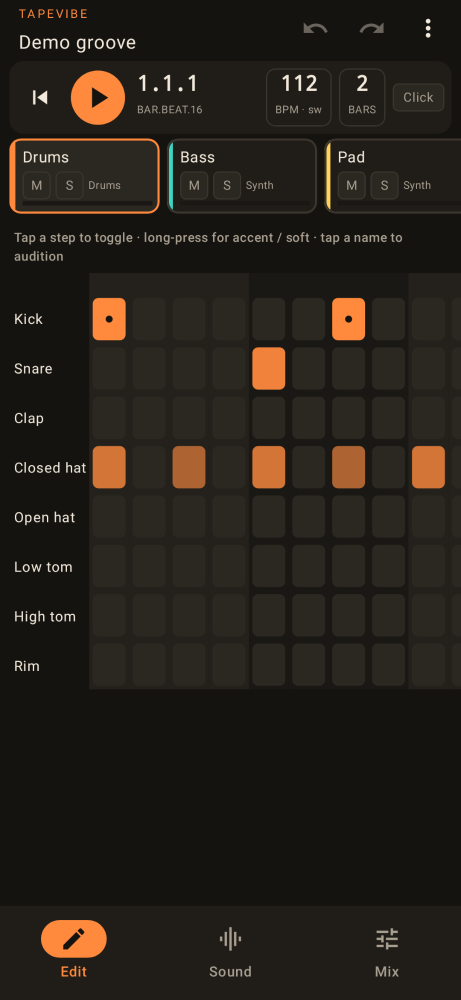 TAPEVIBE
Demo groove
1.1.1
BAR.BEAT.16
112
BPM · sw
2
BARS
Click
Drums
M S Drums
Bass
M S Synth
Pad
M S Synth
Tap a step to toggle · long-press for accent / soft · tap a name to
audition
Kick
Snare
Clap
Closed hat
Open hat
Low tom
High tom
Rim
Edit
Sound
Mix